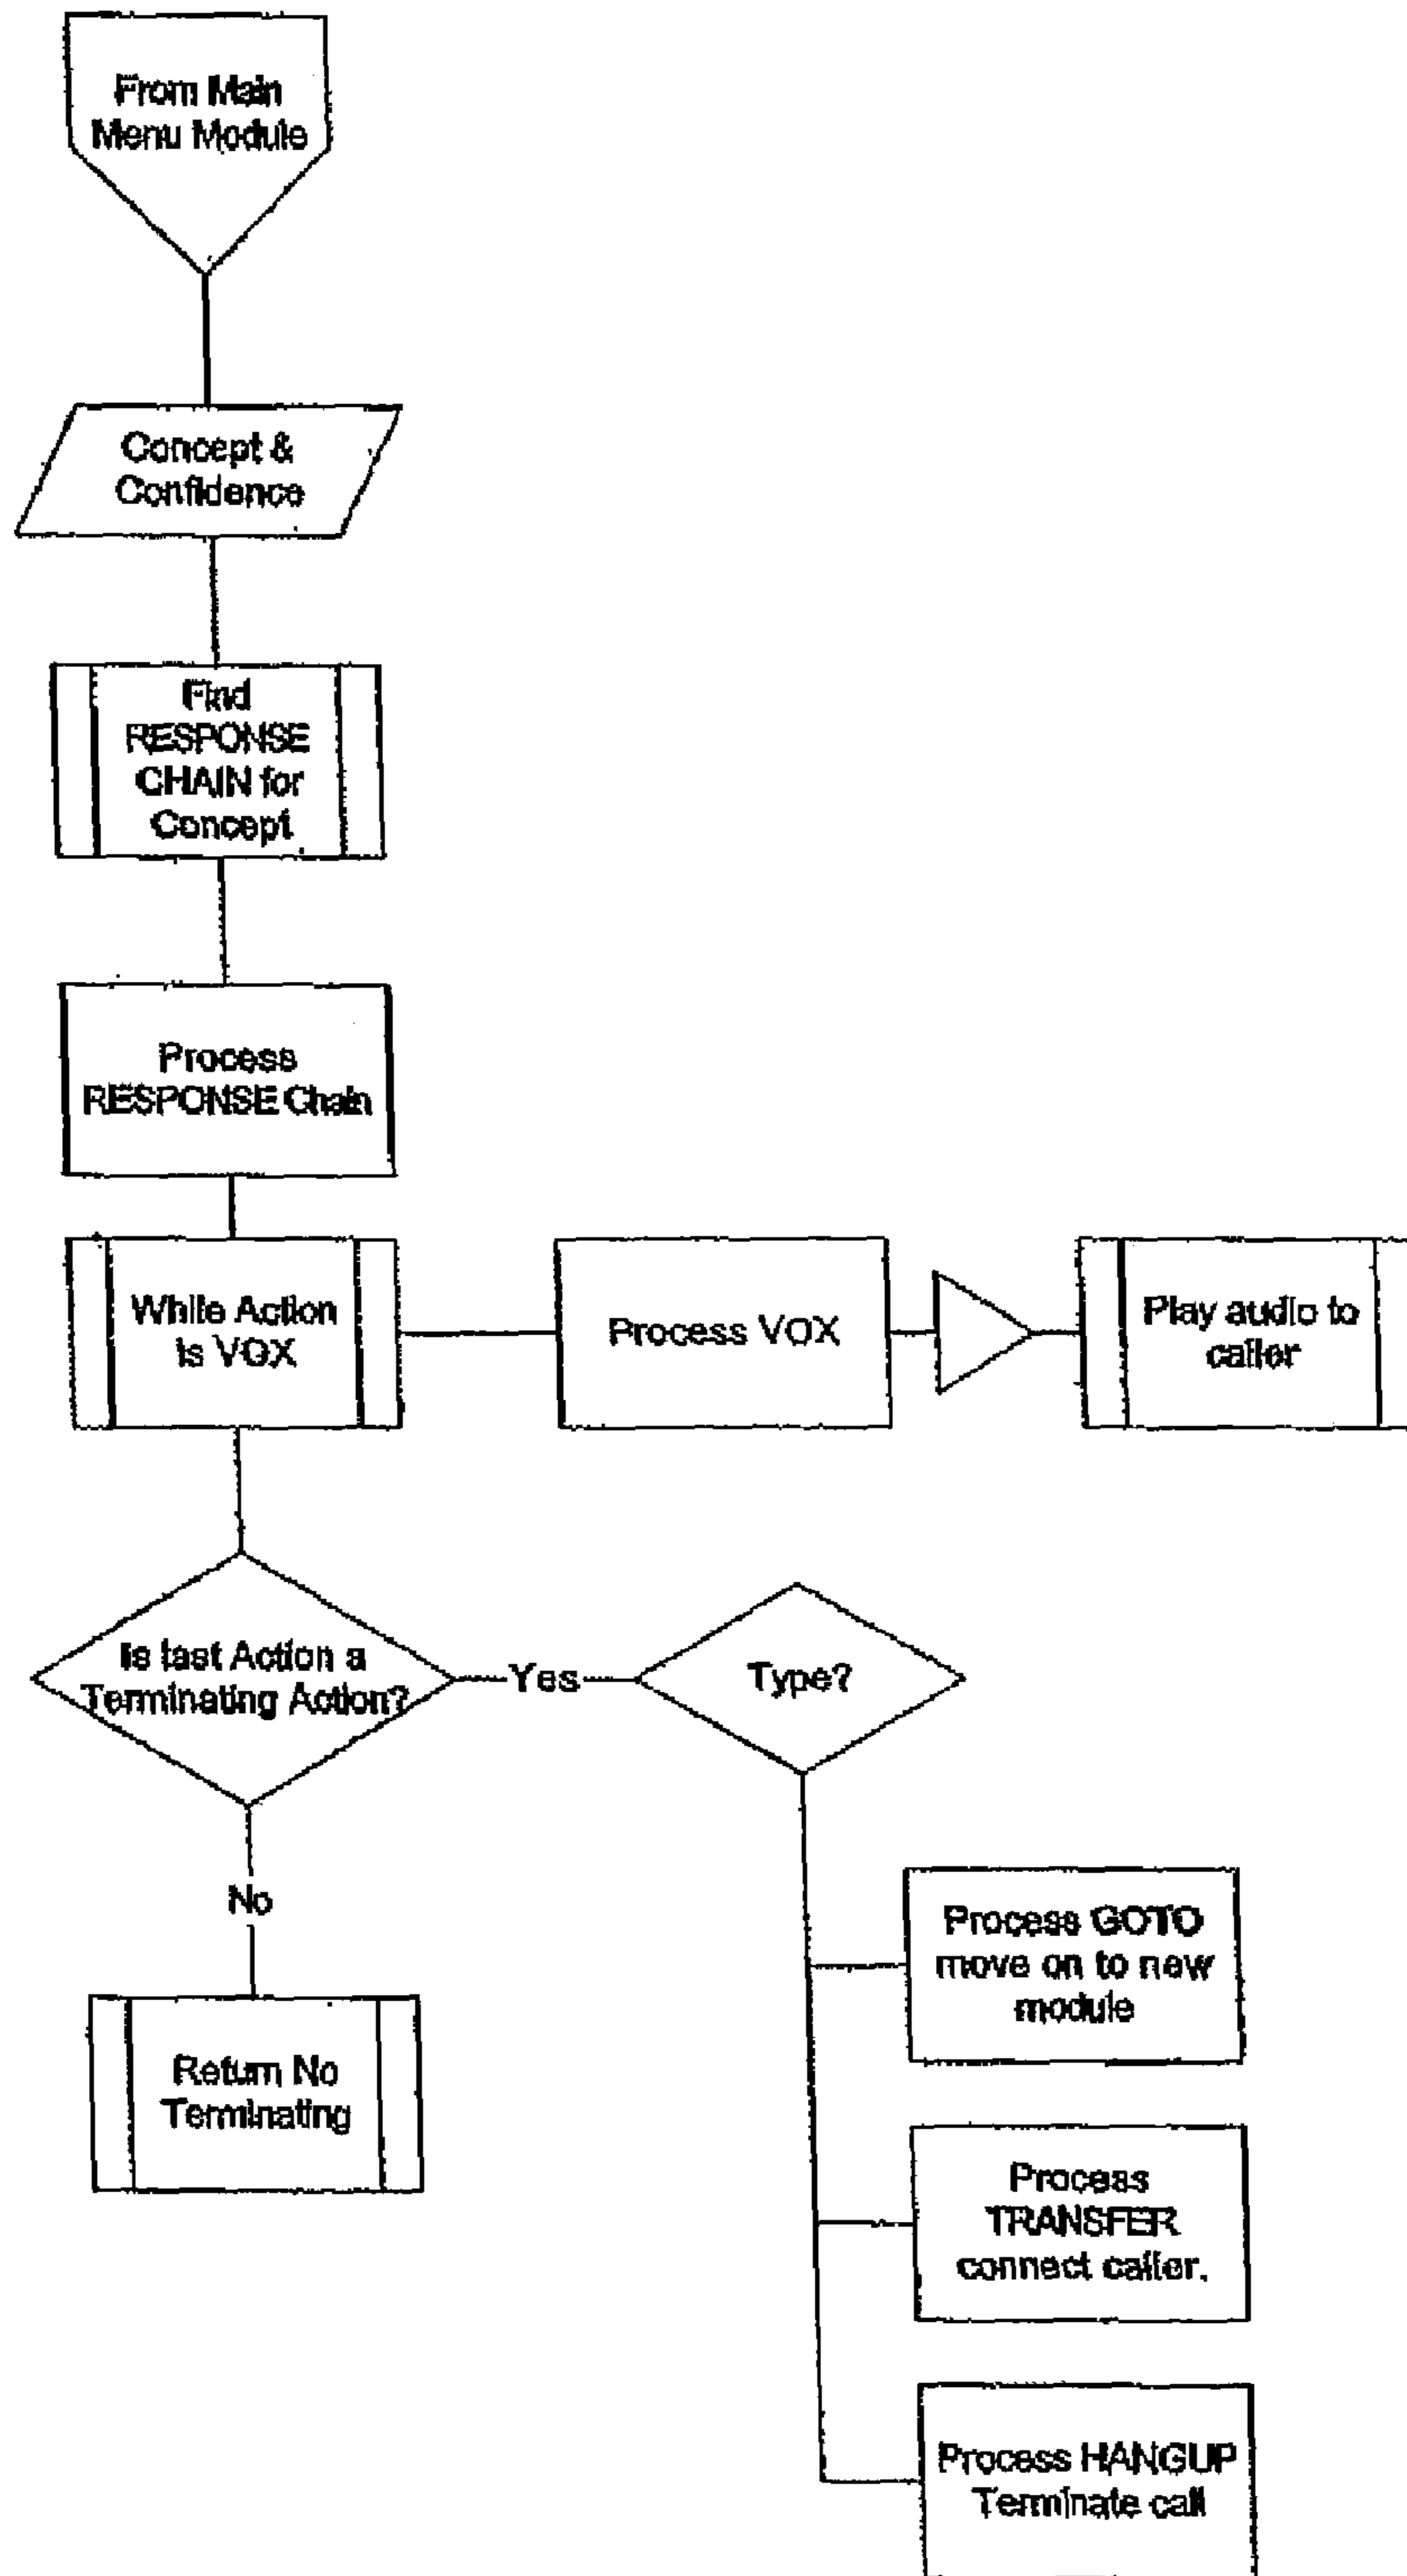 From Main
Menu Module
Concept &
Confidence
Find
RESPONSE
CHAIN for
Concept
Process
RESPONSE Chain
While Action
is VOX
Process VOX
Play audio to
caller
Is last Action a
Terminating Action?
Yes
Type?
No
Return No
Terminating
Process GOTO
move on to new
module
Process
TRANSFER
connect caller.
Process HANGUP
Terminate call